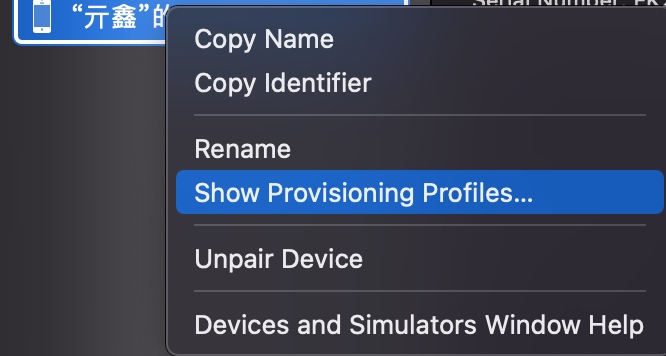 “亓鑫”的
Copy Name
Copy Identifier
Rename
Show Provisioning Profiles...
Unpair Device
Devices and Simulators Window Help